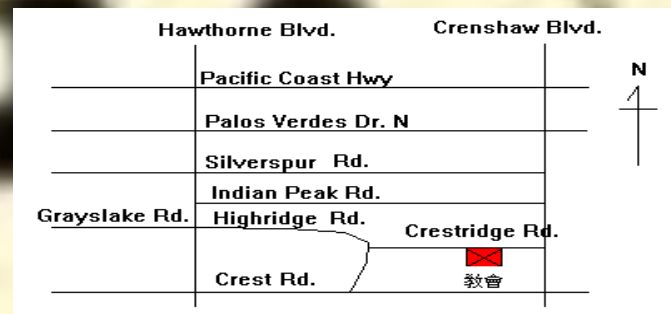 Hawthorne Blvd.
Crenshaw Blvd.
N
Pacific Coast Hwy
Palos Verdes Dr. N
Silverspur Rd.
Indian Peak Rd.
Grayslake Rd.
Highridge Rd.
Crestridge Rd.
Crest Rd.
教會